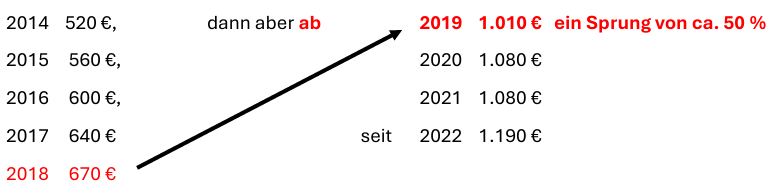 2014 520 €, dann aber ab 2019 1.010 € ein Sprung von ca. 50 %
2015 560 €, 2020 1.080 €
2016 600 €, 2021 1.080 €
2017 640 € seit 2022 1.190 €
2018 670 €